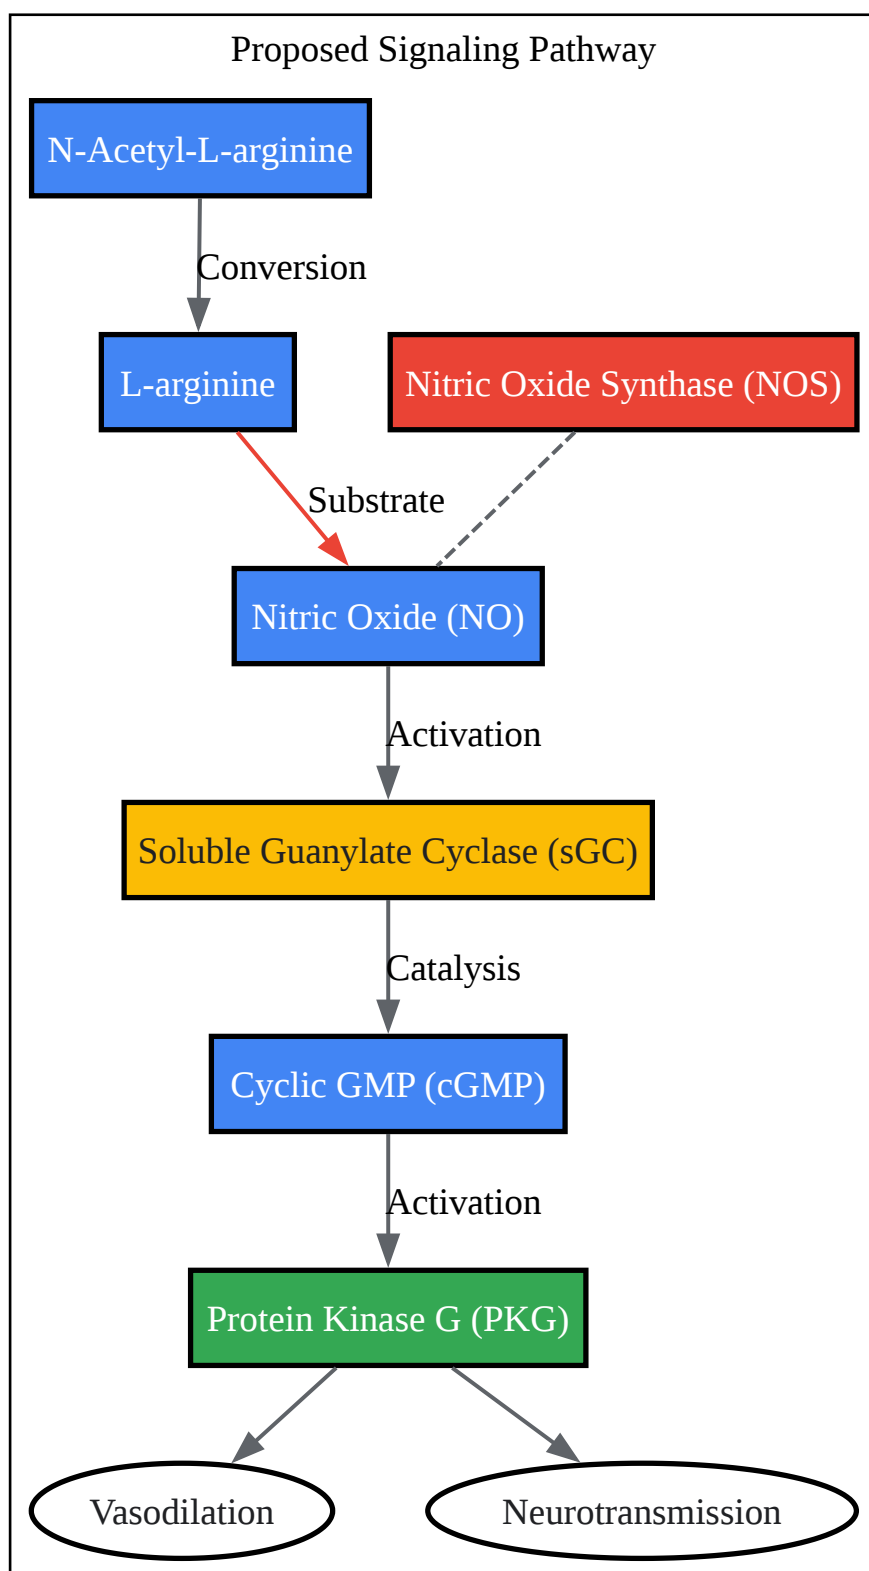 Proposed Signaling Pathway
N-Acetyl-L-arginine
Conversion
L-arginine
Nitric Oxide Synthase (NOS)
Substrate
Nitric Oxide (NO)
Activation
Soluble Guanylate Cyclase (sGC)
Catalysis
Cyclic GMP (cGMP)
Activation
Protein Kinase G (PKG)
Vasodilation
Neurotransmission